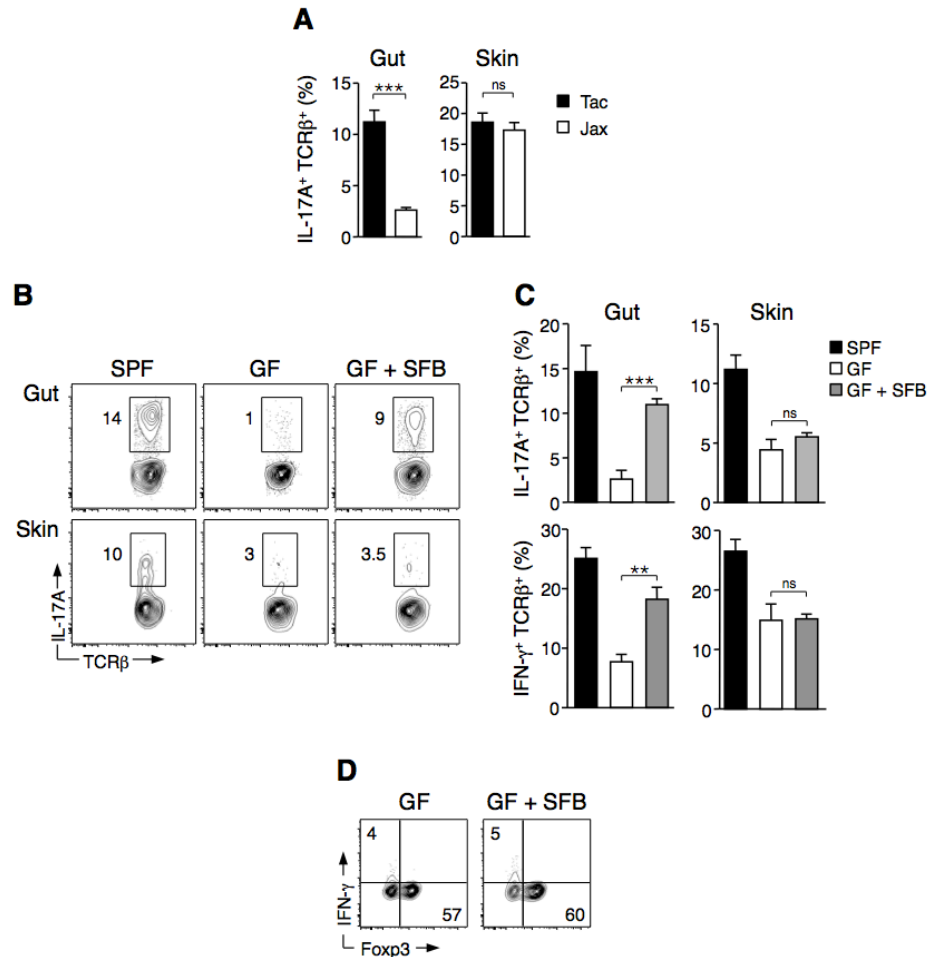 A
Gut
Skin
IL-17A⁺ TCRβ⁺ (%)
15
10
5
0
***
25
20
15
10
5
0
ns
Tac
Jax
B
SPF
GF
GF + SFB
Gut
14
1
9
Skin
10
3
3.5
IL-17A
TCRβ
C
Gut
Skin
IL-17A⁺ TCRβ⁺ (%)
20
15
10
5
0
***
15
10
5
0
ns
SPF
GF
GF + SFB
IFN-γ⁺ TCRβ⁺ (%)
30
20
10
0
**
30
20
10
0
ns
D
GF
GF + SFB
4
57
5
60
IFN-γ
Foxp3